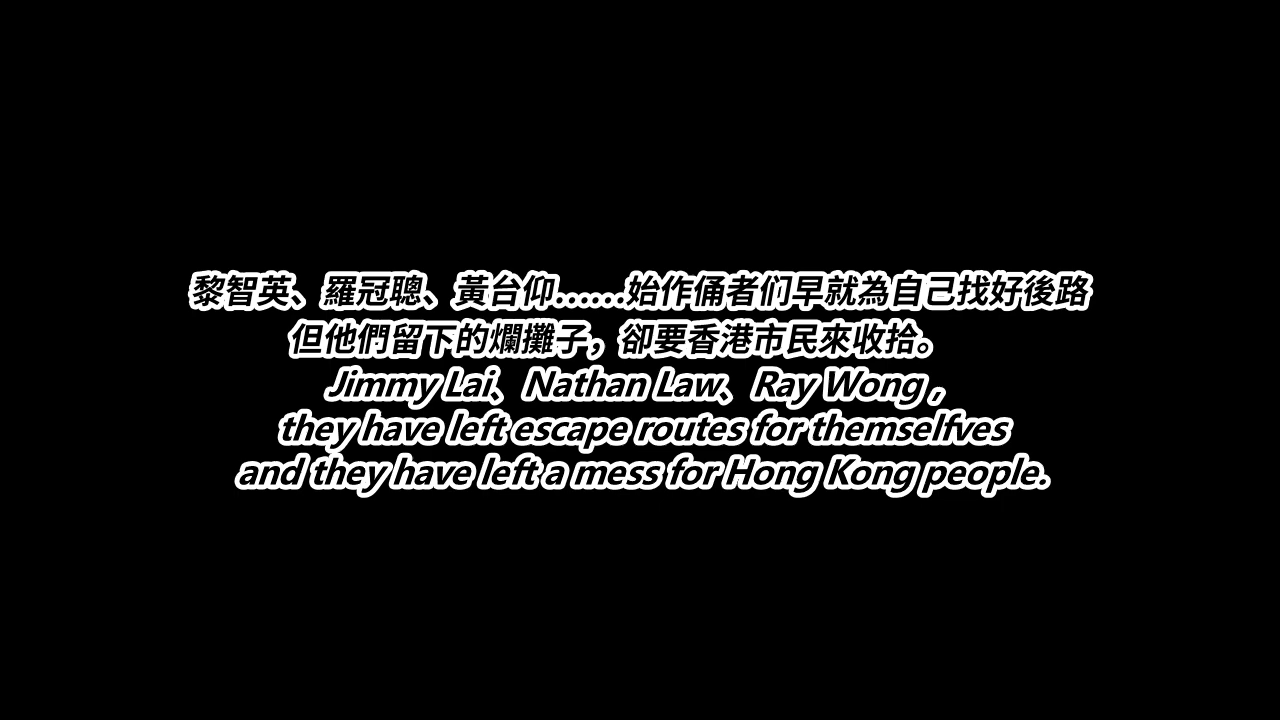 黎智英、羅冠聰、黃台仰……始作俑者们早就為自己找好後路
但他們留下的爛攤子，卻要香港市民來收拾。
Jimmy Lai、Nathan Law、Ray Wong ,
they have left escape routes for themselfves
and they have left a mess for Hong Kong people.